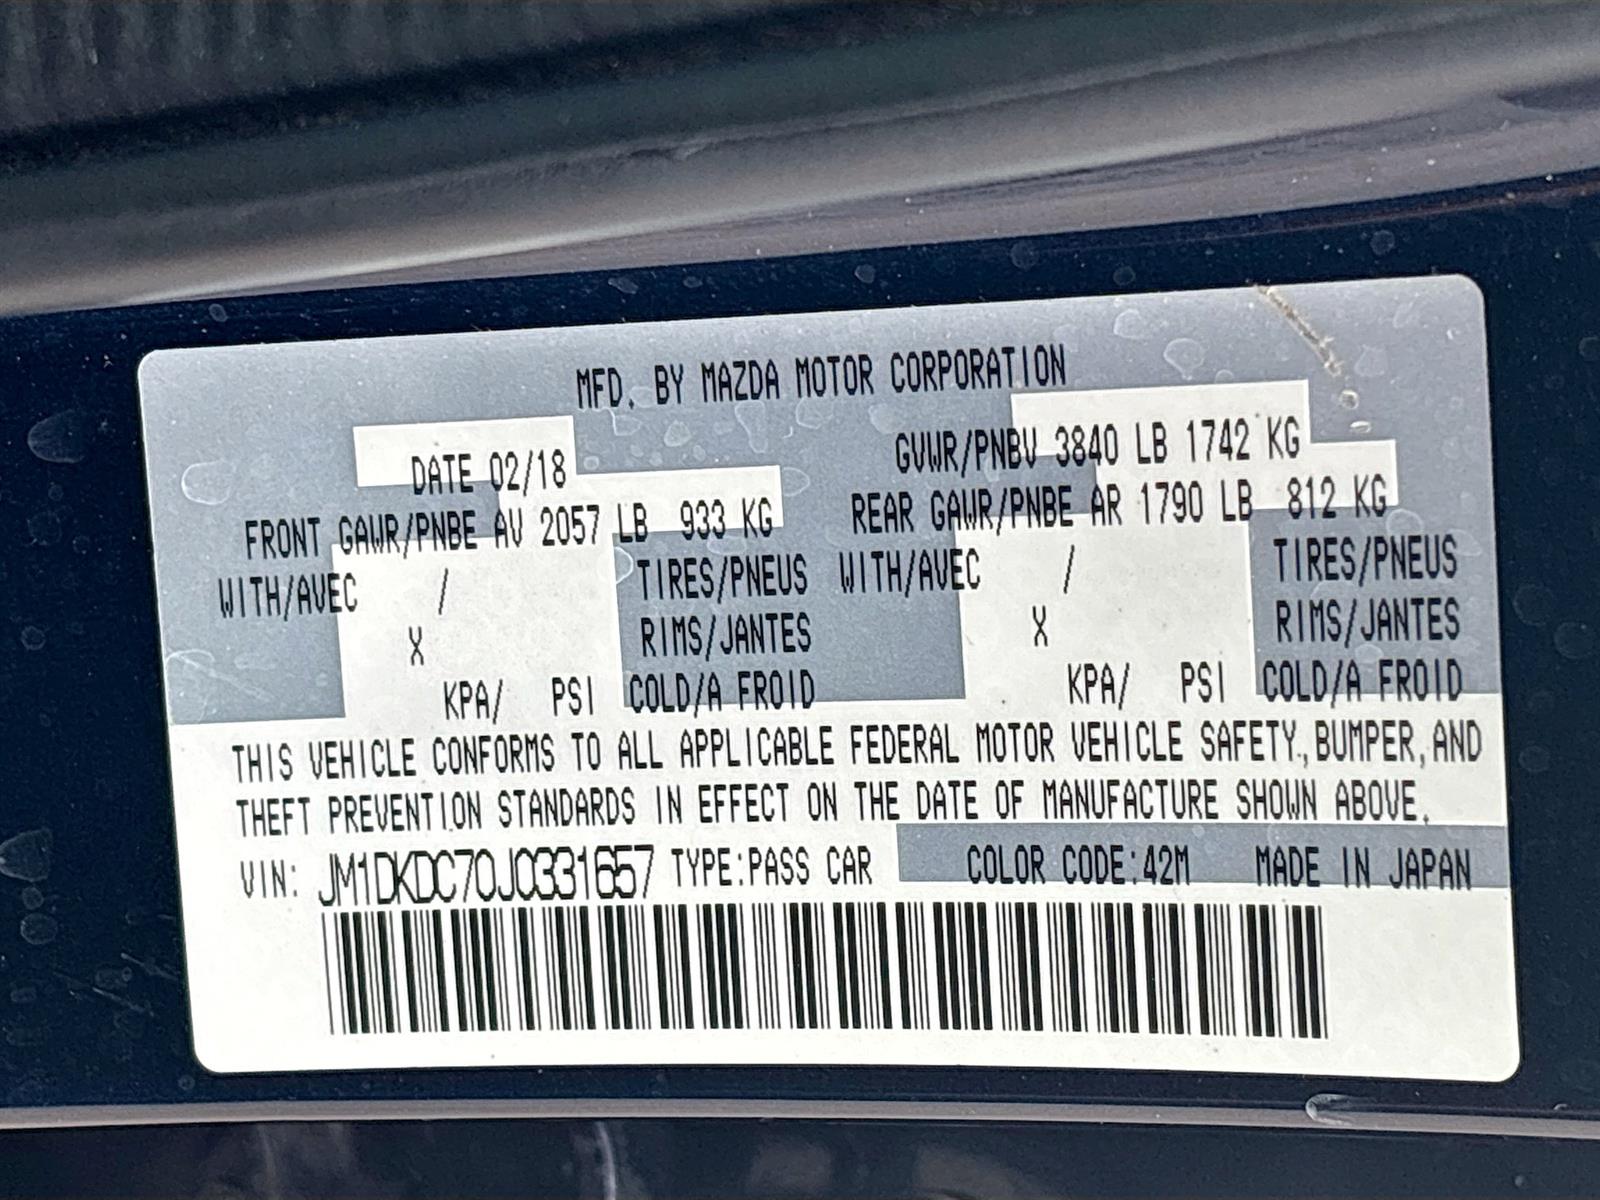 MFD. BY MAZDA MOTOR CORPORATION
DATE 02/18 GVWR/PNBV 3840 LB 1742 KG
FRONT GAWR/PNBE AV 2057 LB 933 KG REAR GAWR/PNBE AR 1790 LB 812 KG
WITH/AVEC / TIRES/PNEUS WITH/AVEC / TIRES/PNEUS
X RIMS/JANTES X RIMS/JANTES
KPA/ PSI COLD/A FROID KPA/ PSI COLD/A FROID
THIS VEHICLE CONFORMS TO ALL APPLICABLE FEDERAL MOTOR VEHICLE SAFETY, BUMPER, AND
THEFT PREVENTION STANDARDS IN EFFECT ON THE DATE OF MANUFACTURE SHOWN ABOVE.
VIN: JM1DKDC70J0331657 TYPE:PASS CAR COLOR CODE:42M MADE IN JAPAN